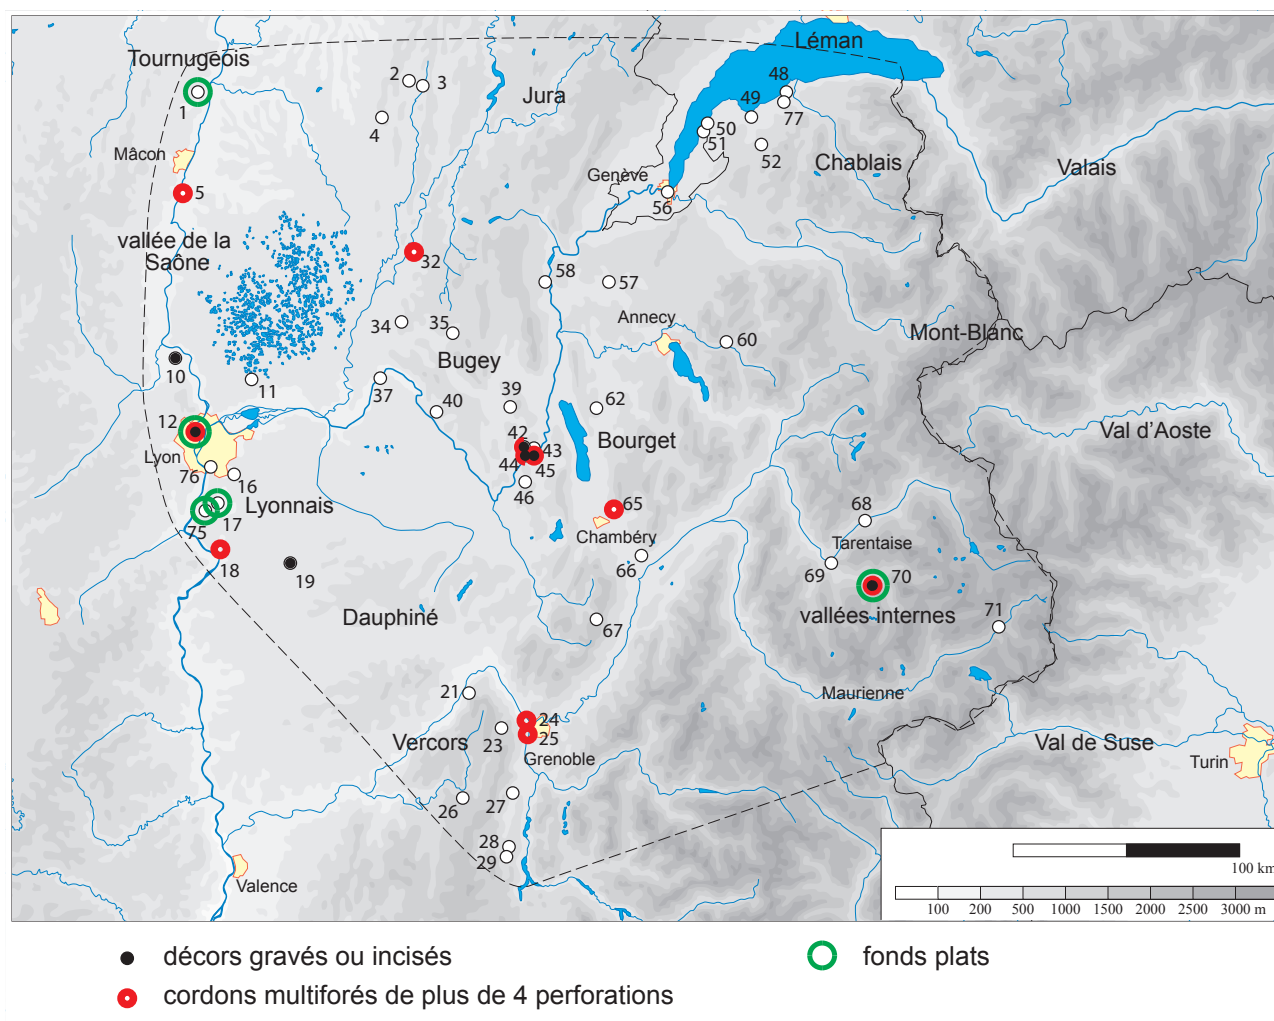 Léman
Tournugeois
48
2
3
Jura
49
77
1
4
50
51
Mâcon
52
Chablais
Valais
Genève
5
56
vallée de la
Saône
32
58
57
34
35
Annecy
Mont-Blanc
60
Bugey
10
11
37
39
62
40
12
42
43
Bourget
Val d'Aoste
Lyon
44
45
76
16
46
Lyonnais
65
68
17
75
Chambéry
Tarentaise
18
66
69
19
70
Dauphiné
vallées internes
71
67
21
Maurienne
24
Vercors
23
25
Val de Suse
Grenoble
Turin
26
27
28
29
Valence
100 km
100 200 500 1000 1500 2000 2500 3000 m
décors gravés ou incisés
fonds plats
cordons multiforés de plus de 4 perforations